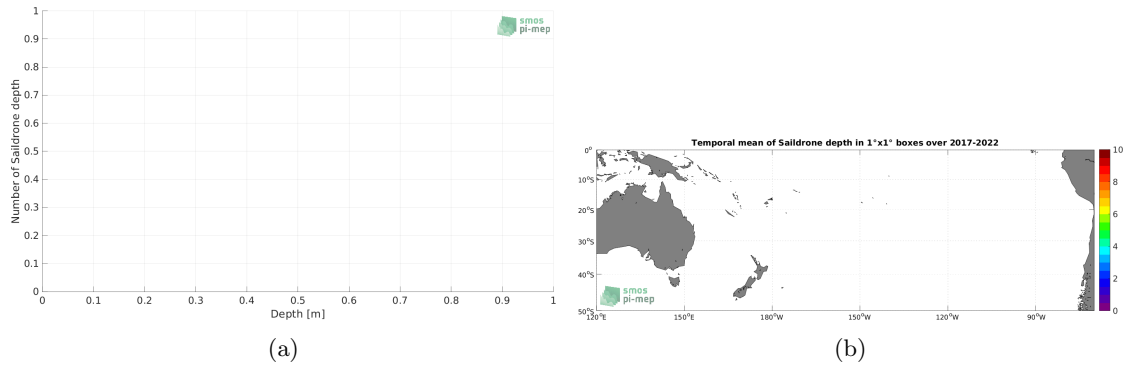 1
0.9
0.8
0.7
0.6
0.5
0.4
0.3
0.2
0.1
0
Number of Saildrone depth
smos
pi-mep
0 0.1 0.2 0.3 0.4 0.5 0.6 0.7 0.8 0.9 1
Depth [m]
(a)
Temporal mean of Saildrone depth in 1°x1° boxes over 2017-2022
0°
10°S
20°S
30°S
40°S
50°S
smos
pi-mep
120°E 150°E 180°W 150°W 120°W 90°W
10
8
6
4
2
0
(b)